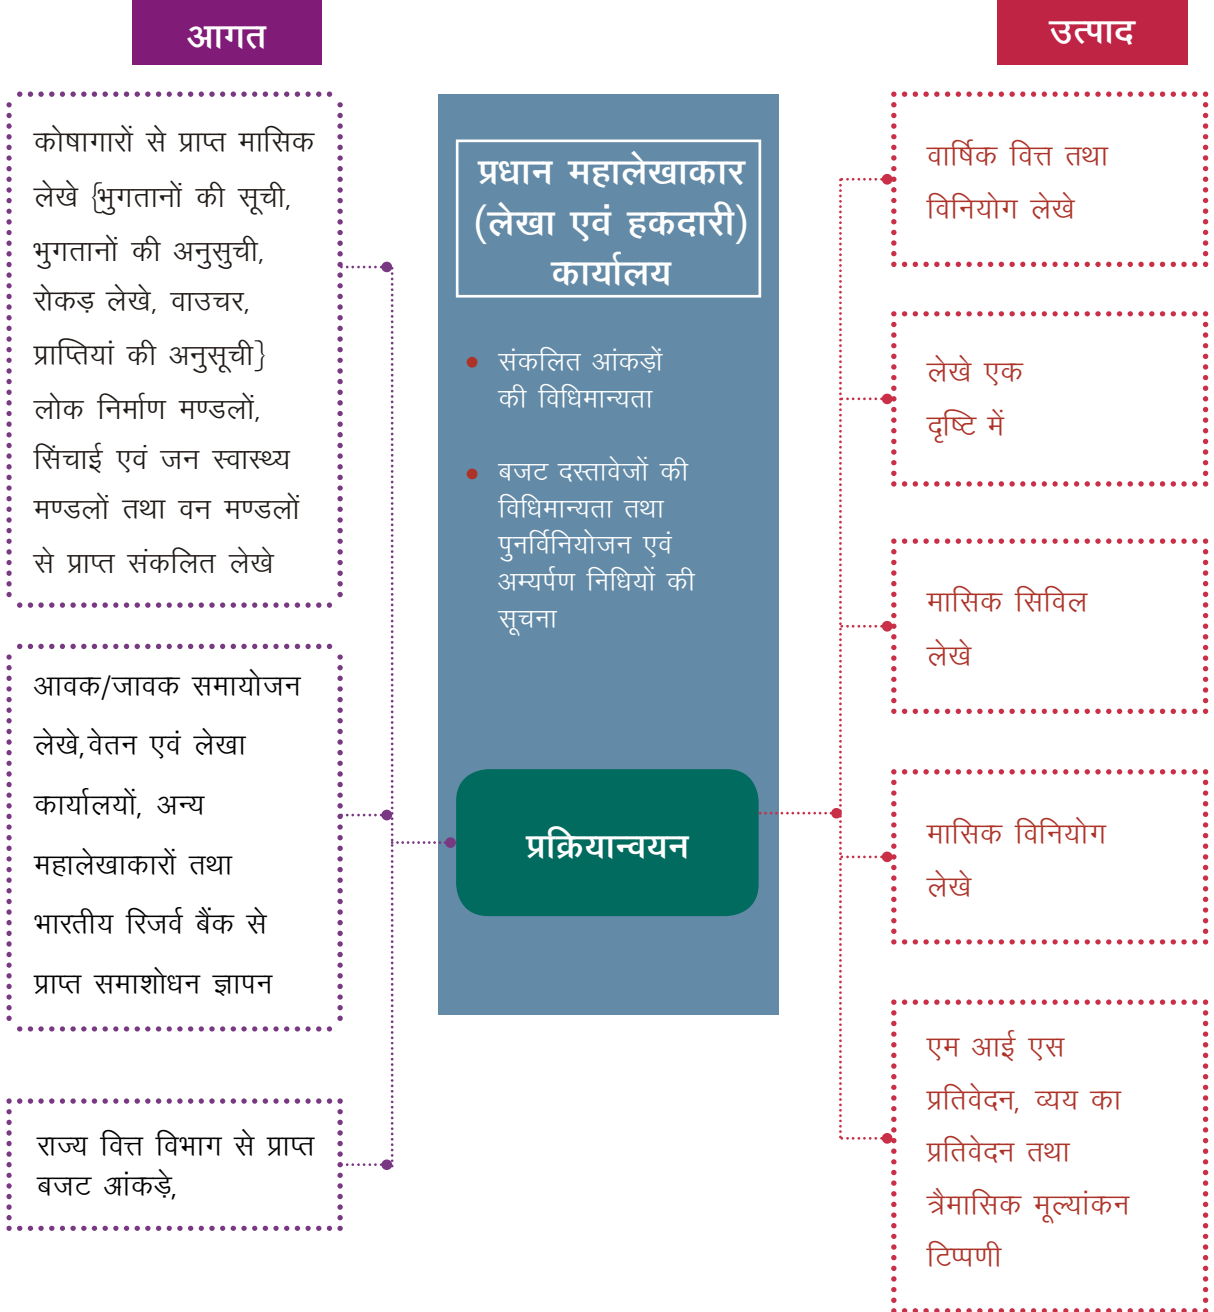 आगत
कोषागारों से प्राप्त मासिक
लेखे {भुगतानों की सूची,
भुगतानों की अनुसुची,
रोकड़ लेखे, वाउचर,
प्राप्तियां की अनुसूची}
लोक निर्माण मण्डलों,
सिंचाई एवं जन स्वास्थ्य
मण्डलों तथा वन मण्डलों
से प्राप्त संकलित लेखे
आवक/जावक समायोजन
लेखे,वेतन एवं लेखा
कार्यालयों, अन्य
महालेखाकारों तथा
भारतीय रिजर्व बैंक से
प्राप्त समाशोधन ज्ञापन
राज्य वित्त विभाग से प्राप्त
बजट आंकड़े,
प्रधान महालेखाकार
(लेखा एवं हकदारी)
कार्यालय
संकलित आंकड़ों
की विधिमान्यता
बजट दस्तावेजों की
विधिमान्यता तथा
पुनर्विनियोजन एवं
अम्यर्पण निधियों की
सूचना
प्रक्रियान्वयन
उत्पाद
वार्षिक वित्त तथा
विनियोग लेखे
लेखे एक
दृष्टि में
मासिक सिविल
लेखे
मासिक विनियोग
लेखे
एम आई एस
प्रतिवेदन, व्यय का
प्रतिवेदन तथा
त्रैमासिक मूल्यांकन
टिप्पणी